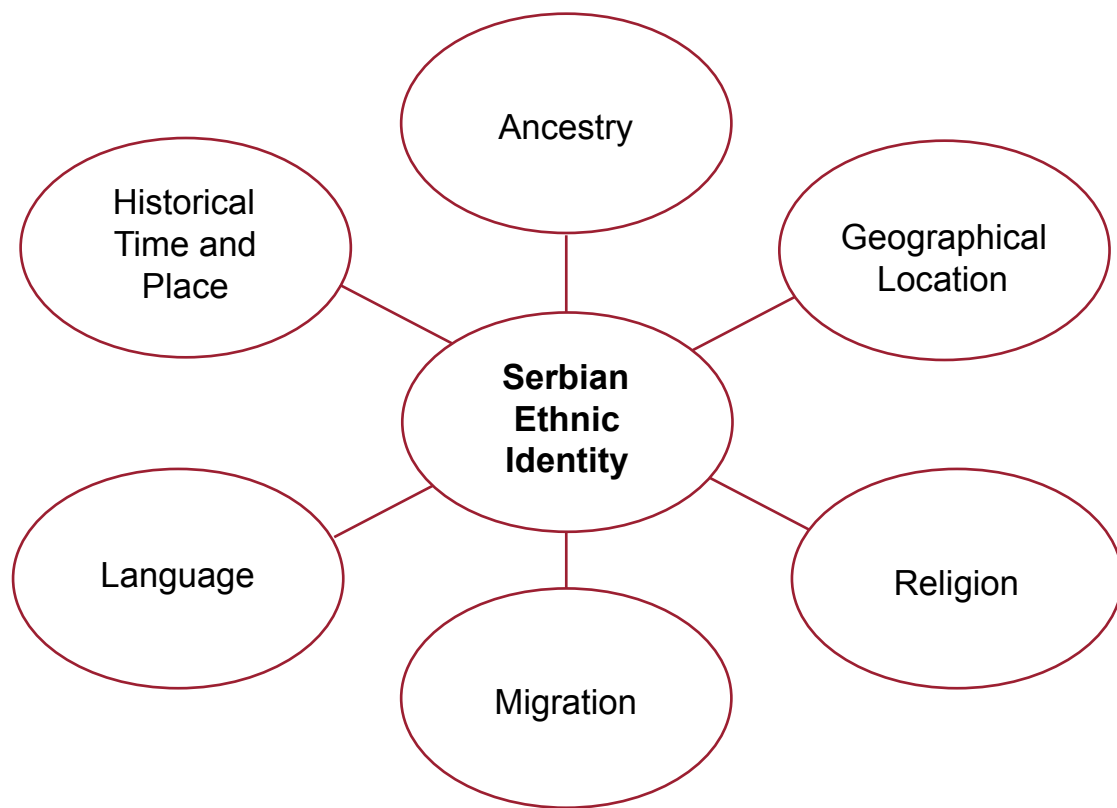 Ancestry
Historical
Time and
Place
Geographical
Location
Serbian
Ethnic
Identity
Language
Religion
Migration